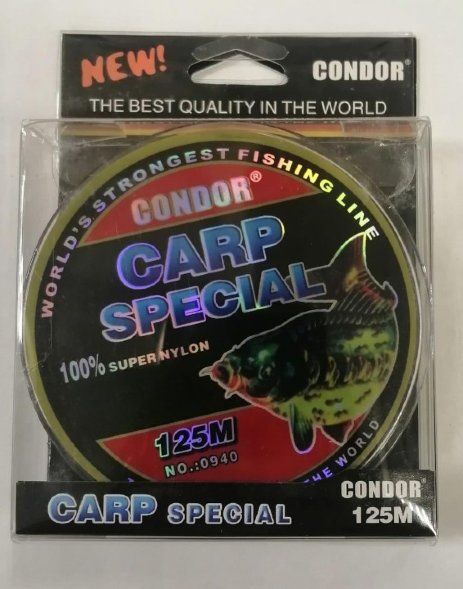 NEW!
CONDOR®
THE BEST QUALITY IN THE WORLD
WORLD'S STRONGEST FISHING LINE
CONDOR®
CARP
SPECIAL
100% SUPER NYLON
125M
NO.:0940
THE WORLD
CARP SPECIAL
CONDOR®
125M